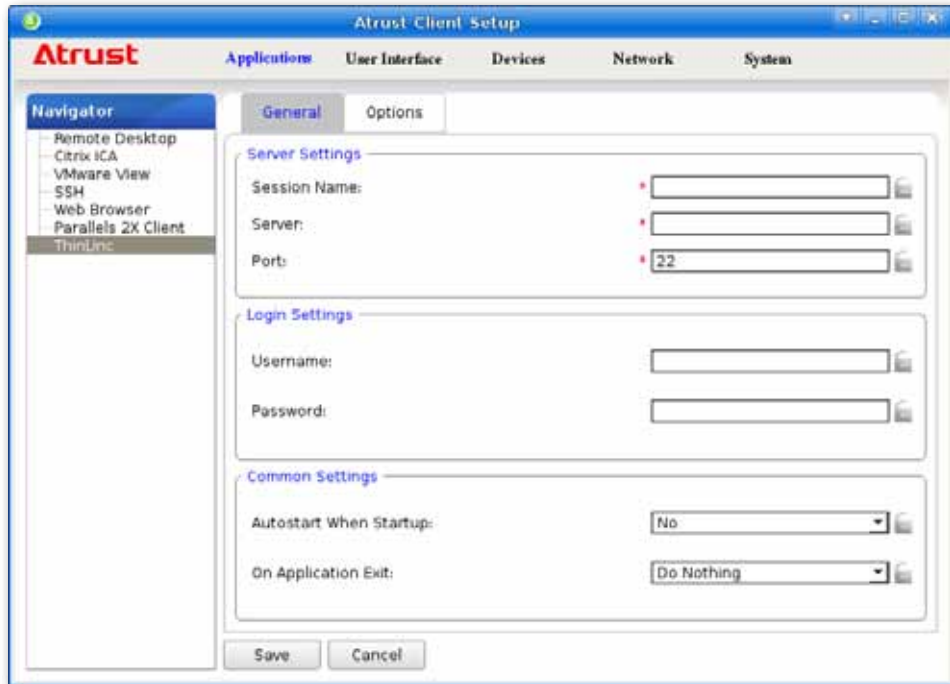 Atrust Client Setup
Atrust
Applications User Interface Devices Network System
Navigator
Remote Desktop
Citrix ICA
VMware View
SSH
Web Browser
Parallels 2X Client
ThinLinc
General Options
Server Settings
Session Name: *
Server: *
Port: * 22
Login Settings
Username:
Password:
Common Settings
Autostart When Startup: No
On Application Exit: Do Nothing
Save Cancel